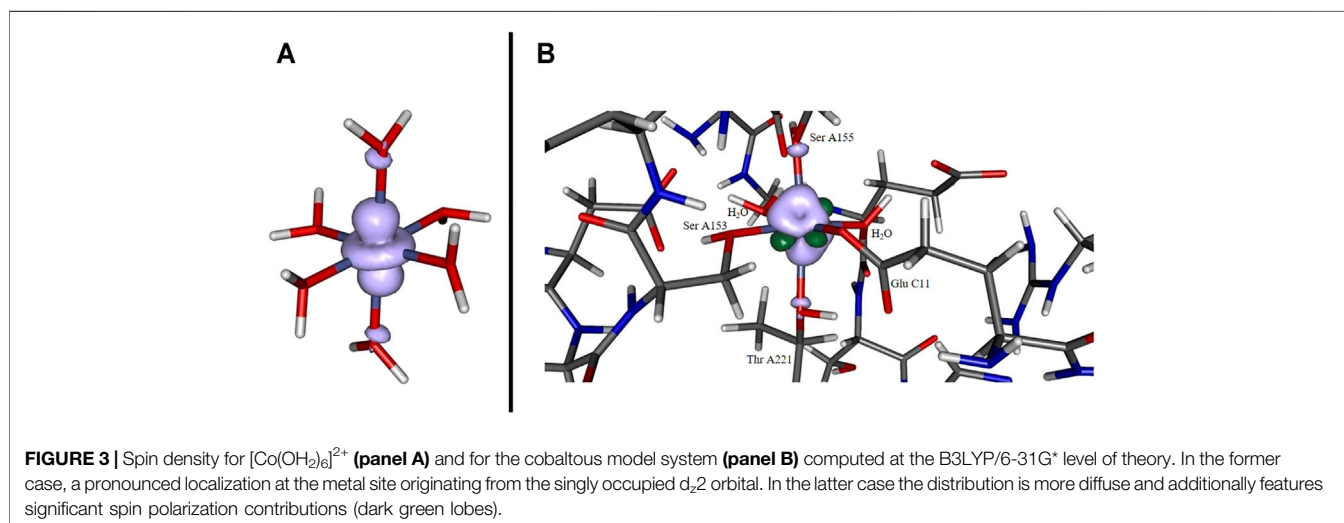 A
B
Ser A155
H₂O
Ser A153
H₂O
Glu C11
Thr A221
FIGURE 3 | Spin density for [Co(OH₂)₆]²⁺ (panel A) and for the cobaltous model system (panel B) computed at the B3LYP/6-31G* level of theory. In the former
case, a pronounced localization at the metal site originating from the singly occupied d_z2 orbital. In the latter case the distribution is more diffuse and additionally features
significant spin polarization contributions (dark green lobes).